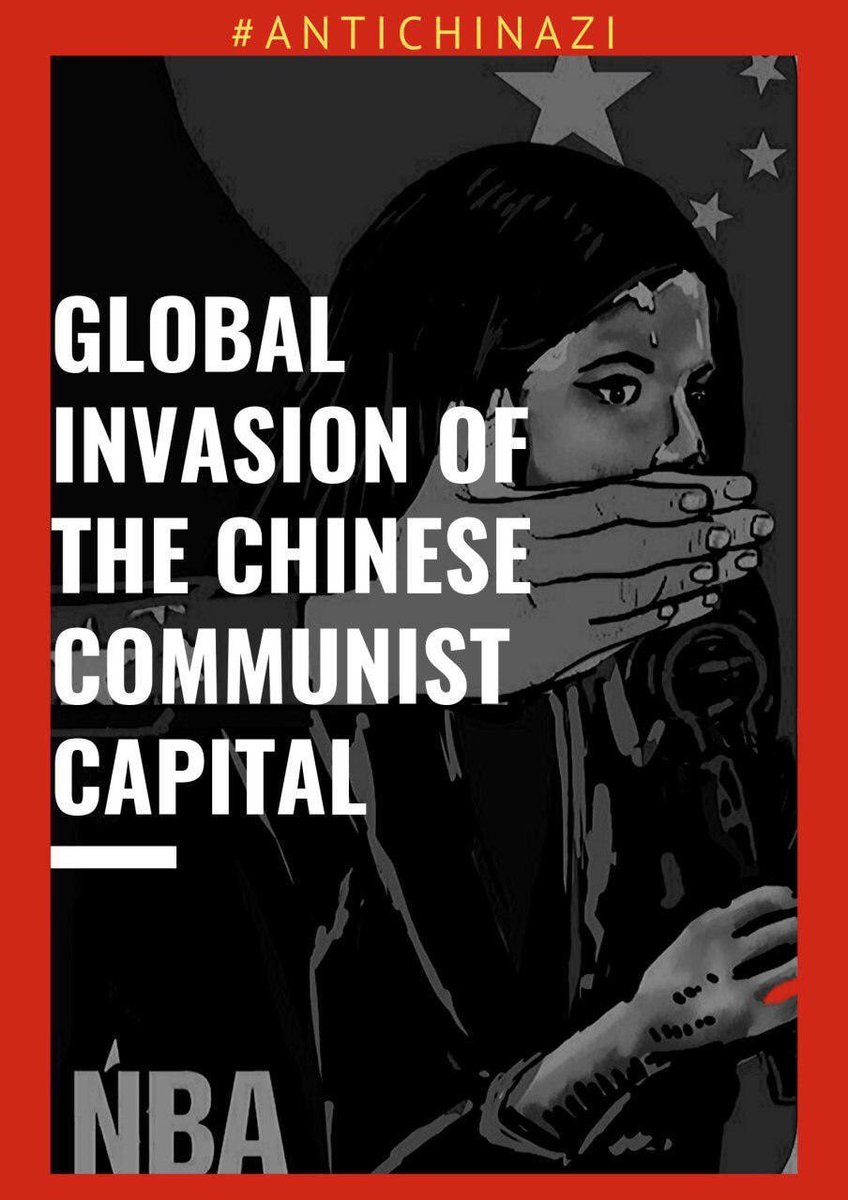 #ANTICHINAZI
GLOBAL
INVASION OF
THE CHINESE
COMMUNIST
CAPITAL
NBA